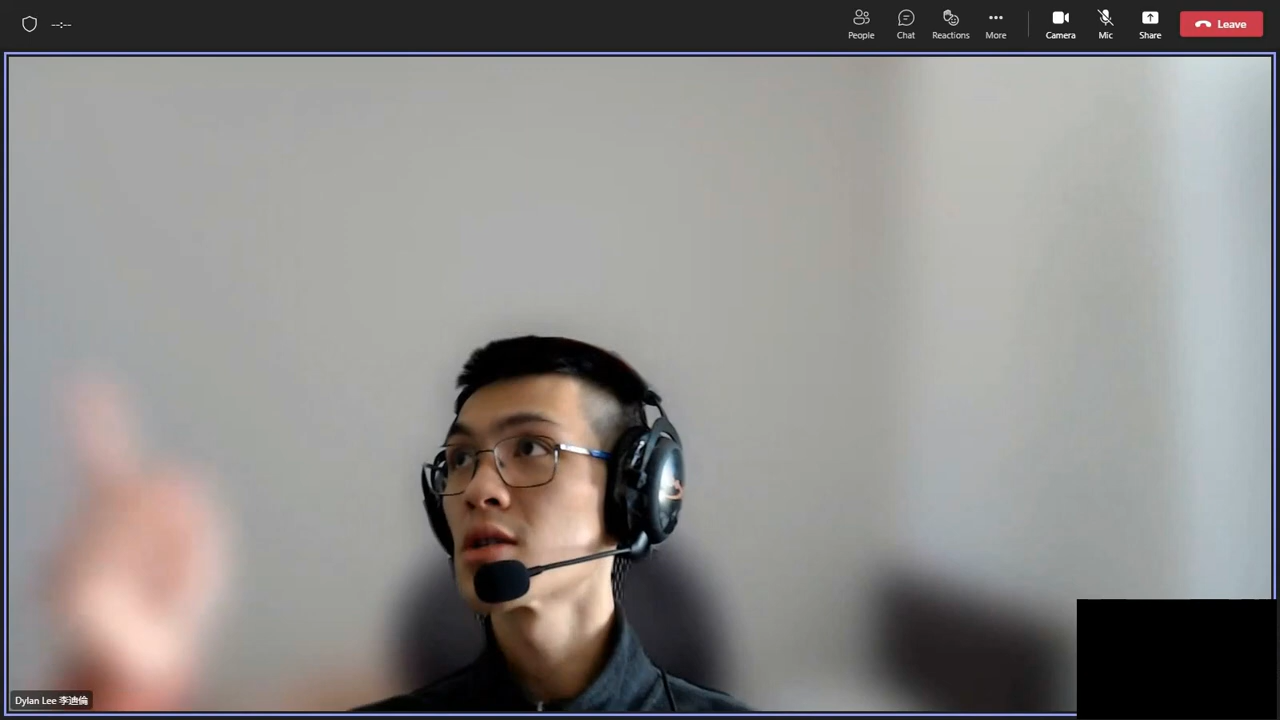 --:--
People
Chat
Reactions
More
Camera
Mic
Share
Leave
Dylan Lee 李迪倫